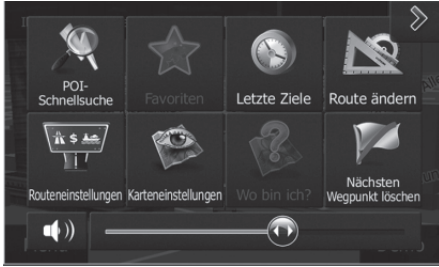 POI-
Schnellsuche
Favoriten
Letzte Ziele
Route ändern
Routeneinstellungen
Karteneinstellungen
Wo bin ich?
Nächsten
Wegpunkt löschen